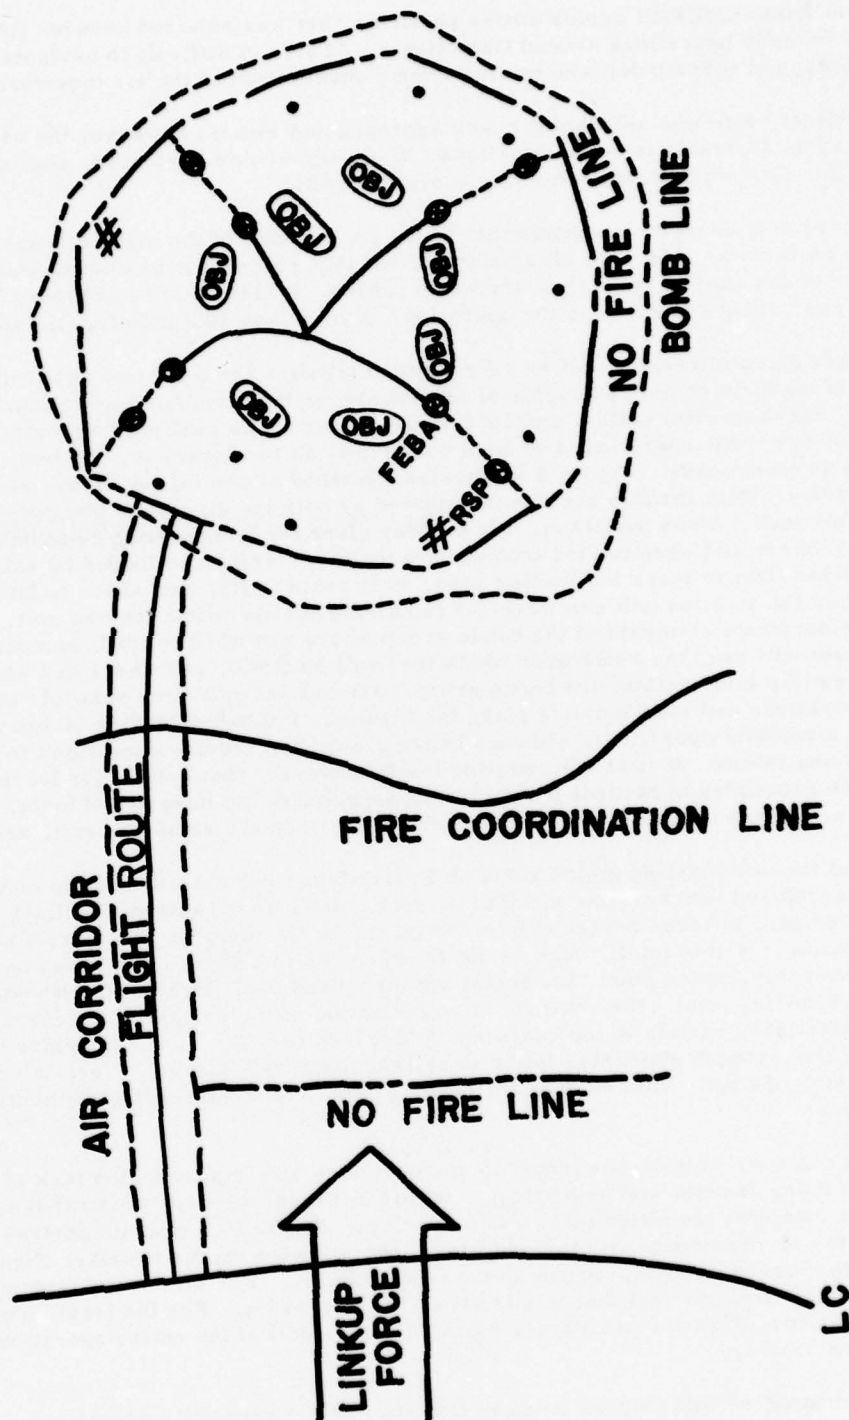 OBJ
OBJ
OBJ
OBJ
OBJ
OBJ
OBJ
#
NO FIRE LINE
BOMB LINE
FEBA
#RSP
FIRE COORDINATION LINE
AIR CORRIDOR
FLIGHT ROUTE
NO FIRE LINE
LINKUP
FORCE
LC